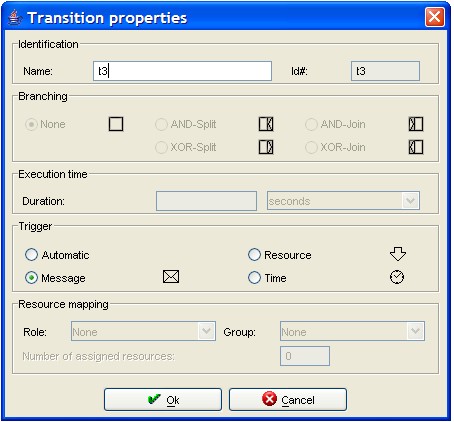 Transition properties
Identification
Name: t3 Id#: t3
Branching
None AND-Split AND-Join
XOR-Split XOR-Join
Execution time
Duration: seconds
Trigger
Automatic Resource
Message Time
Resource mapping
Role: None Group: None
Number of assigned resources: 0
Ok Cancel